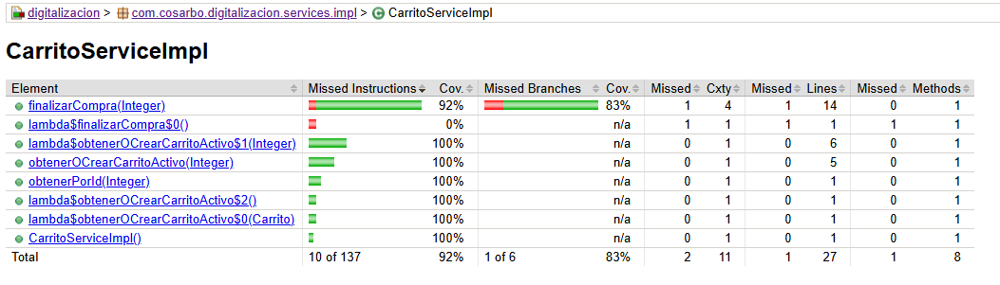 digitalizacion > com.cosarbo.digitalizacion.services.impl > CarritoServiceImpl
CarritoServiceImpl
Element Missed Instructions Cov. Missed Branches Cov. Missed Cxty Missed Lines Missed Methods
finalizarCompra(Integer) 92% 83% 1 4 1 14 0 1
lambda$finalizarCompra$0() 0% n/a 1 1 1 1 1 1
lambda$obtenerOCrearCarritoActivo$1(Integer) 100% n/a 0 1 0 6 0 1
obtenerOCrearCarritoActivo(Integer) 100% n/a 0 1 0 5 0 1
obtenerPorId(Integer) 100% n/a 0 1 0 1 0 1
lambda$obtenerOCrearCarritoActivo$2() 100% n/a 0 1 0 1 0 1
lambda$obtenerOCrearCarritoActivo$0(Carrito) 100% n/a 0 1 0 1 0 1
CarritoServiceImpl() 100% n/a 0 1 0 1 0 1
Total 10 of 137 92% 1 of 6 83% 2 11 1 27 1 8